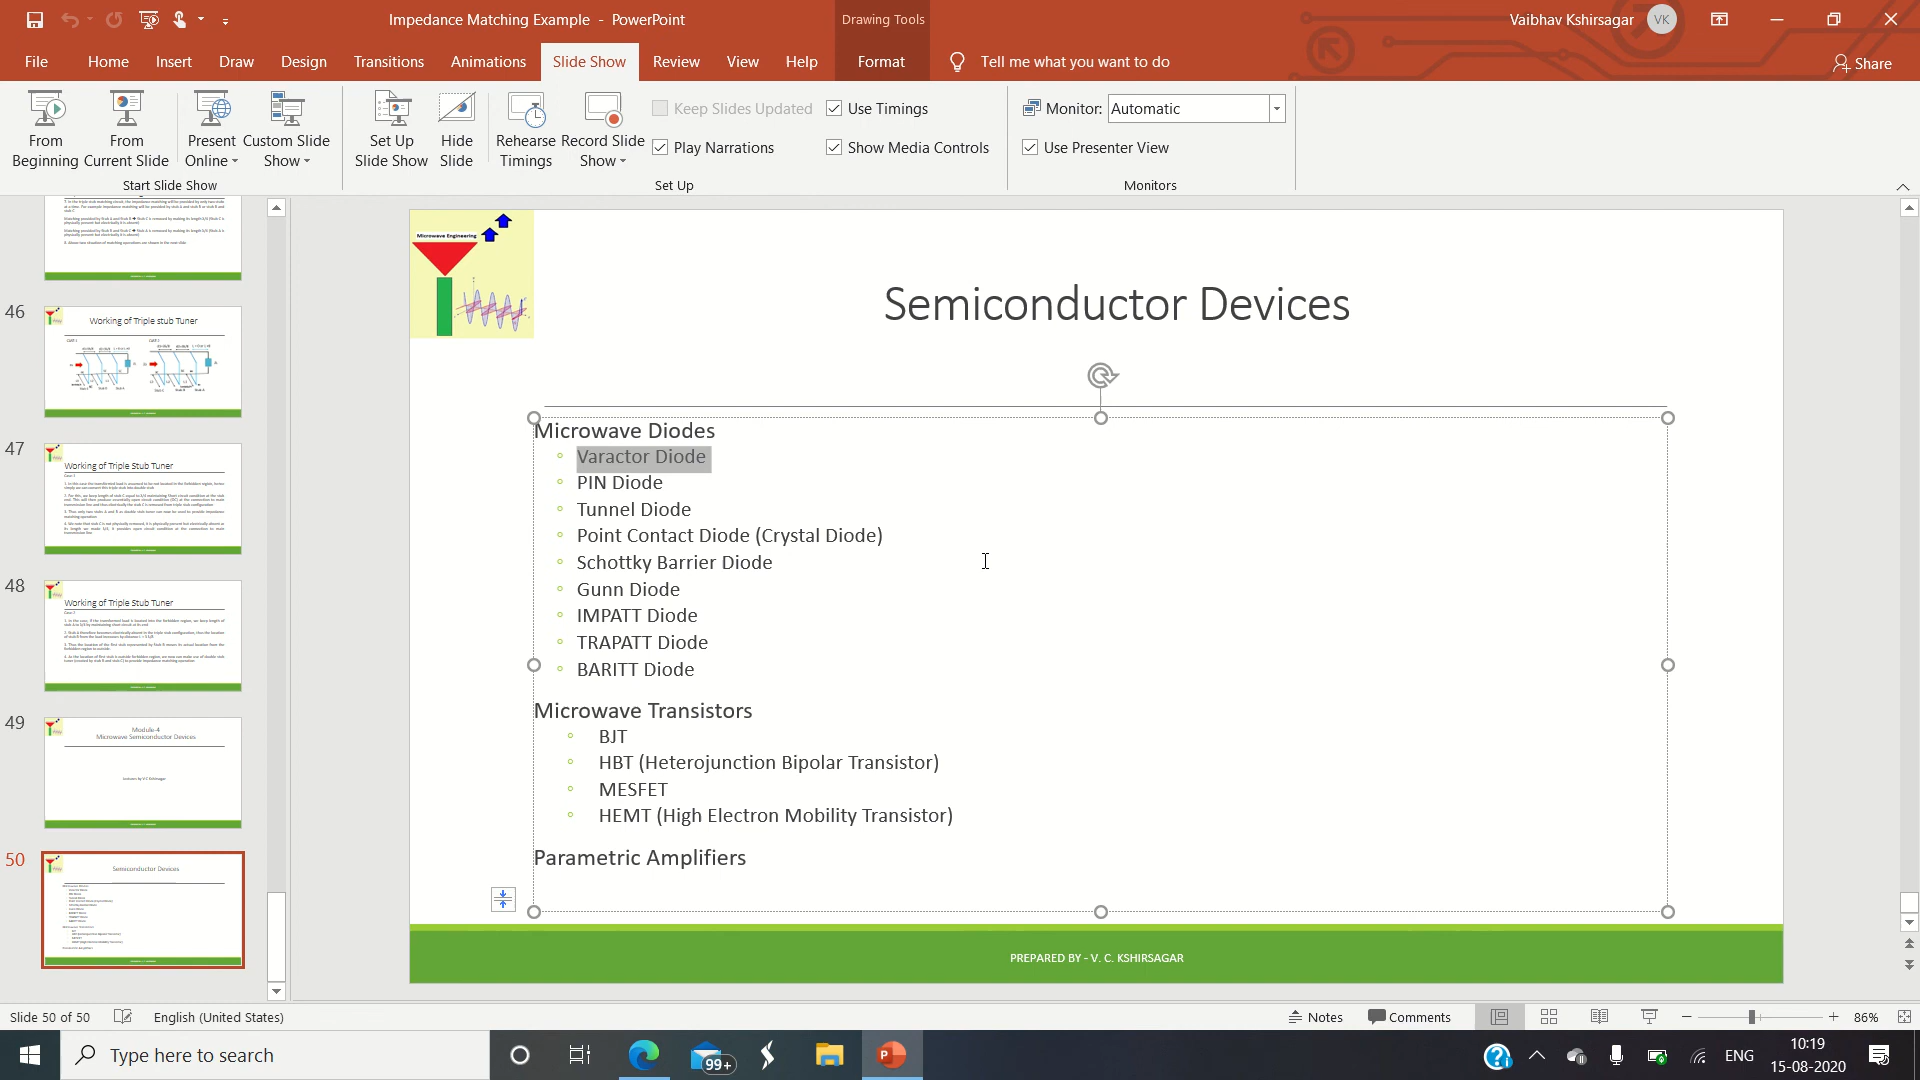 Impedance Matching Example - PowerPoint
Drawing Tools
Vaibhav Kshirsagar
VK
File
Home
Insert
Draw
Design
Transitions
Animations
Slide Show
Review
View
Help
Format
Tell me what you want to do
Share
From
Beginning
From
Current Slide
Present
Online
Custom Slide
Show
Start Slide Show
Set Up
Slide Show
Hide
Slide
Rehearse
Timings
Record Slide
Show
Keep Slides Updated
Play Narrations
Use Timings
Show Media Controls
Set Up
Monitor:
Automatic
Use Presenter View
Monitors
46
Working of Triple stub Tuner
47
Working of Triple Stub Tuner
48
Working of Triple Stub Tuner
49
Module-4
Microwave Semiconductor Devices
50
Semiconductor Devices
Microwave Engineering
Semiconductor Devices
Microwave Diodes
Varactor Diode
PIN Diode
Tunnel Diode
Point Contact Diode (Crystal Diode)
Schottky Barrier Diode
Gunn Diode
IMPATT Diode
TRAPATT Diode
BARITT Diode
Microwave Transistors
BJT
HBT (Heterojunction Bipolar Transistor)
MESFET
HEMT (High Electron Mobility Transistor)
Parametric Amplifiers
PREPARED BY - V. C. KSHIRSAGAR
Slide 50 of 50
English (United States)
Notes
Comments
86%
Type here to search
99+
ENG
10:19
15-08-2020